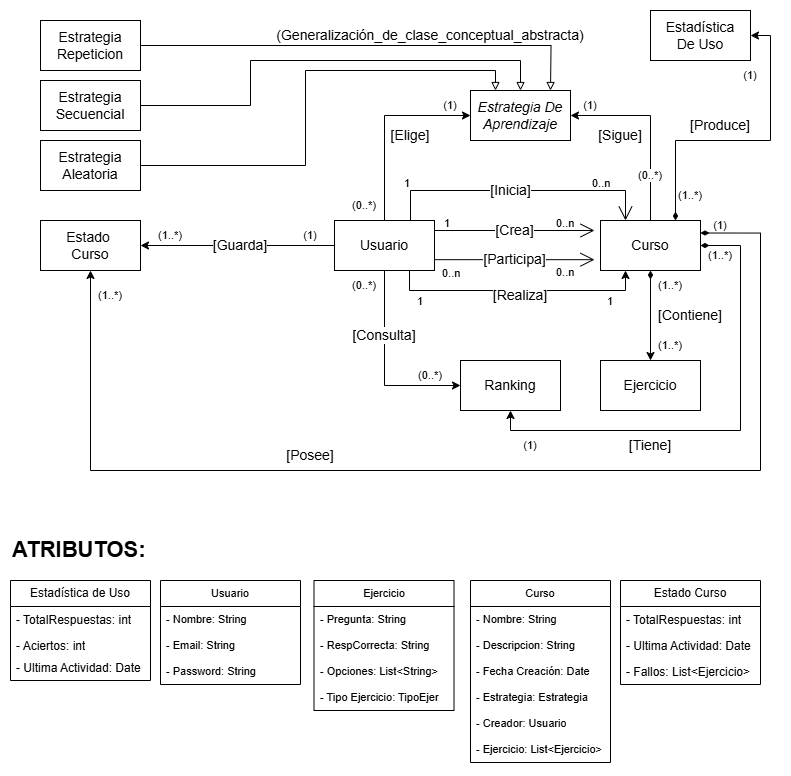 Estrategia
Repeticion
(Generalización_de_clase_conceptual_abstracta)
Estadística
De Uso
(1)
Estrategia
Secuencial
(1)
Estrategia De
Aprendizaje
(1)
[Elige]
[Sigue]
[Produce]
Estrategia
Aleatoria
(0..*)
(1..*)
(0..*)
1
[Inicia]
0..n
Estado
Curso
(1..*)
[Guarda]
(1)
Usuario
1
[Crea]
0..n
Curso
(1)
(1..*)
0..n
[Participa]
0..n
(0..*)
1
[Realiza]
1
(1..*)
(1..*)
[Contiene]
[Consulta]
(1..*)
(0..*)
Ranking
Ejercicio
(1)
[Tiene]
[Posee]
ATRIBUTOS:
Estadística de Uso
- TotalRespuestas: int
- Aciertos: int
- Ultima Actividad: Date
Usuario
- Nombre: String
- Email: String
- Password: String
Ejercicio
- Pregunta: String
- RespCorrecta: String
- Opciones: List<String>
- Tipo Ejercicio: TipoEjer
Curso
- Nombre: String
- Descripcion: String
- Fecha Creación: Date
- Estrategia: Estrategia
- Creador: Usuario
- Ejercicio: List<Ejercicio>
Estado Curso
- TotalRespuestas: int
- Ultima Actividad: Date
- Fallos: List<Ejercicio>